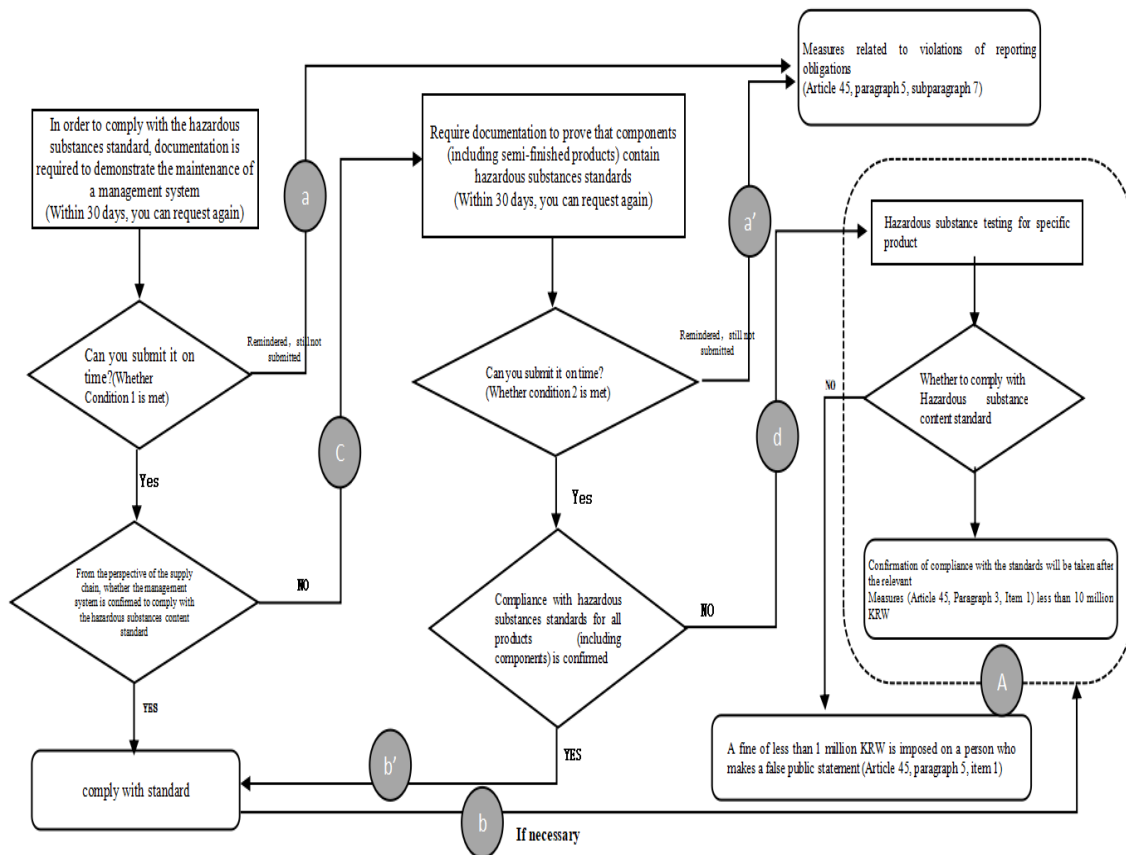 Measures related to violations of reporting
obligations
(Article 45, paragraph 5, subparagraph 7)
In order to comply with the hazardous
substances standard, documentation is
required to demonstrate the maintenance of
a management system
(Within 30 days, you can request again)
Require documentation to prove that components
(including semi-finished products) contain
hazardous substances standards
(Within 30 days, you can request again)
a
a'
Hazardous substance testing for specific
product
Can you submit it on
time?(Whether
Condition 1 is met)
Remindered, still not
submitted
Can you submit it on time?
(Whether condition 2 is met)
Remindered, still not
submitted
NO
Whether to comply with
Hazardous substance
content standard
C
d
Yes
Yes
From the perspective of the supply
chain, whether the management
system is confirmed to comply with
the hazardous substances content
standard
NO
Compliance with hazardous
substances standards for all
products (including
components) is confirmed
NO
Confirmation of compliance with the standards will be taken after
the relevant
Measures (Article 45, Paragraph 3, Item 1) less than 10 million
KRW
A
YES
YES
A fine of less than 1 million KRW is imposed on a person who
makes a false public statement (Article 45, paragraph 5, item 1)
comply with standard
b'
b
If necessary